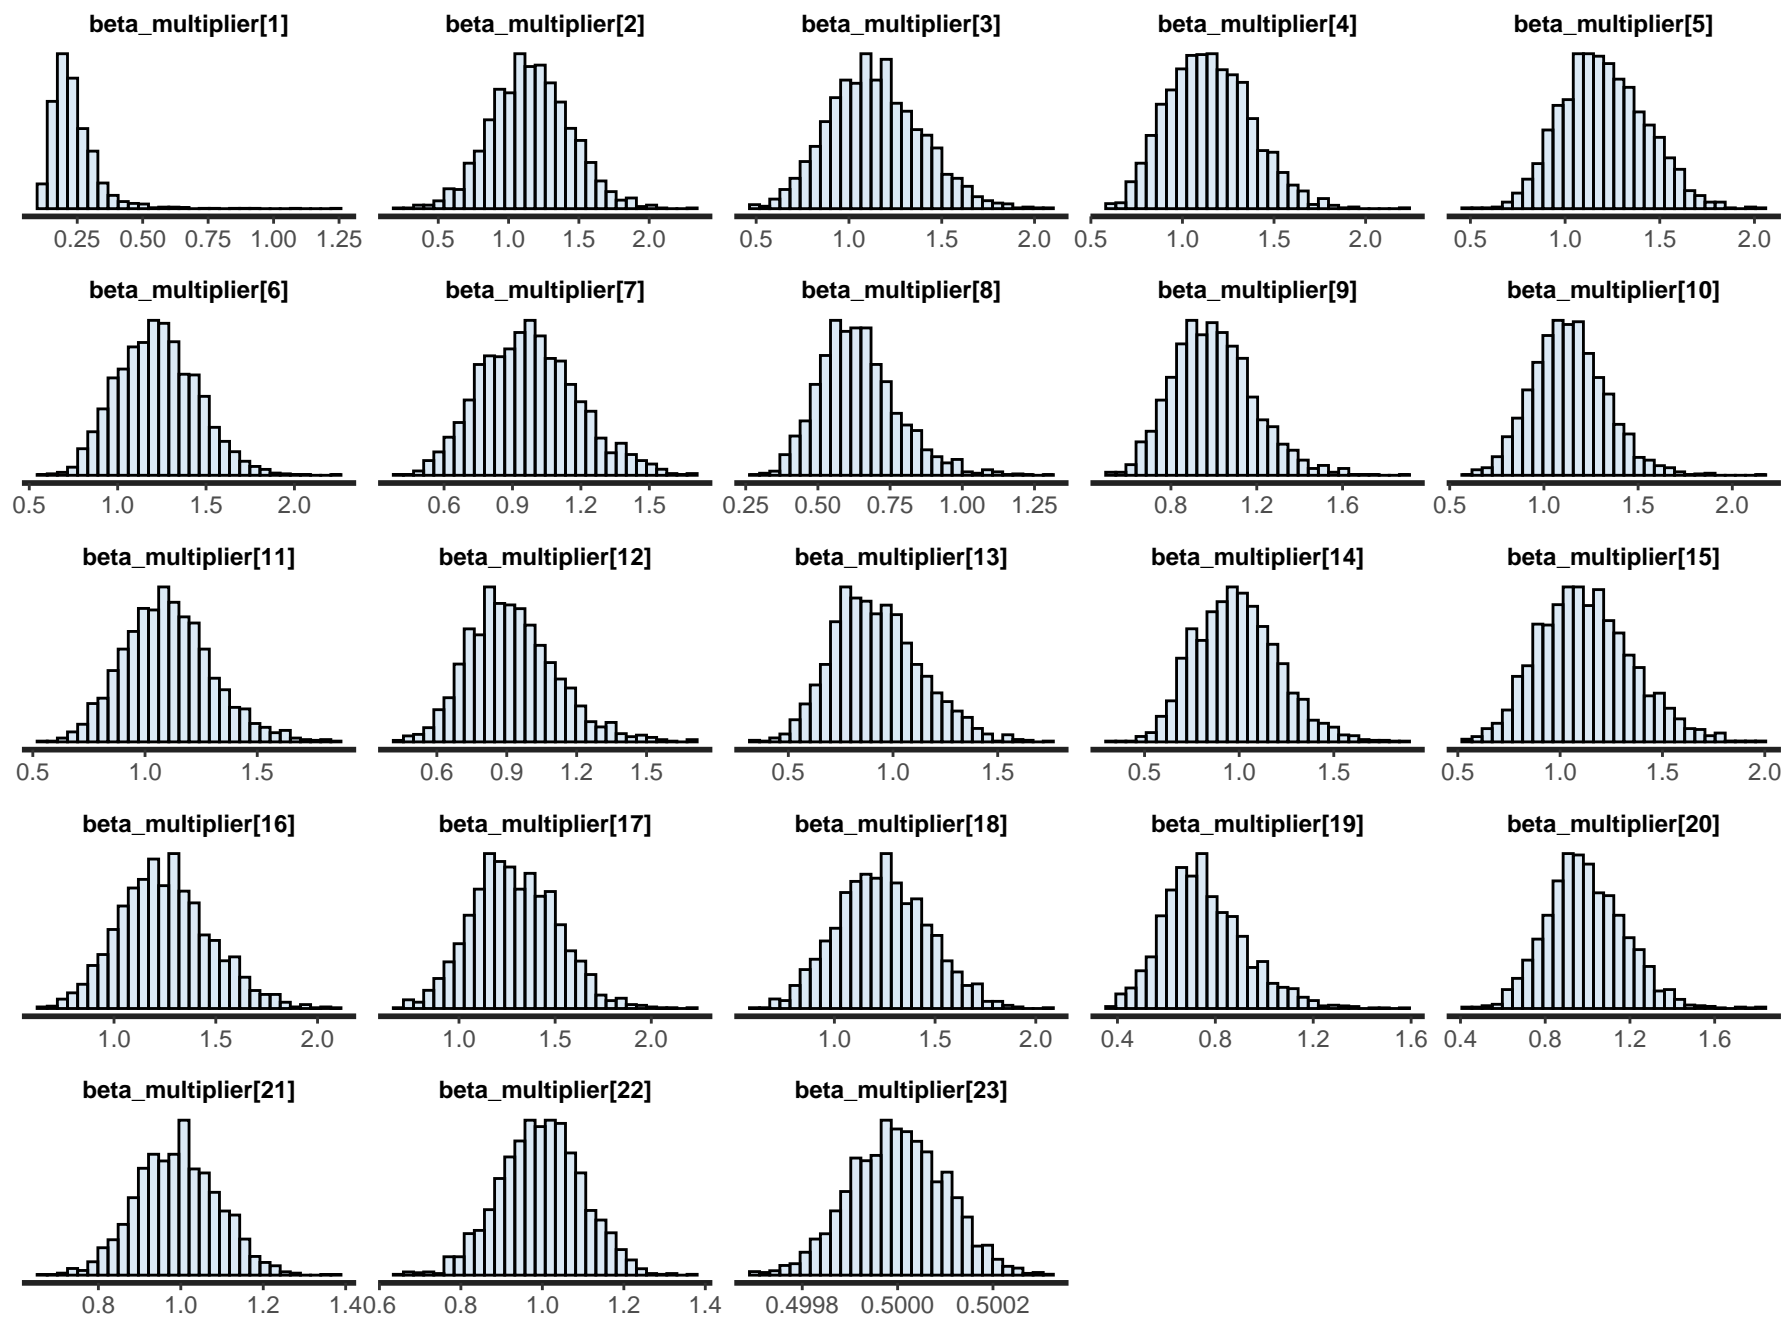 beta_multiplier[1] beta_multiplier[2] beta_multiplier[3] beta_multiplier[4] beta_multiplier[5]
0.25 0.50 0.75 1.00 1.25 0.5 1.0 1.5 2.0 0.5 1.0 1.5 2.0 0.5 1.0 1.5 2.0 0.5 1.0 1.5 2.0
beta_multiplier[6] beta_multiplier[7] beta_multiplier[8] beta_multiplier[9] beta_multiplier[10]
0.5 1.0 1.5 2.0 0.6 0.9 1.2 1.5 0.25 0.50 0.75 1.00 1.25 0.8 1.2 1.6 0.5 1.0 1.5 2.0
beta_multiplier[11] beta_multiplier[12] beta_multiplier[13] beta_multiplier[14] beta_multiplier[15]
0.5 1.0 1.5 0.6 0.9 1.2 1.5 0.5 1.0 1.5 0.5 1.0 1.5 0.5 1.0 1.5 2.0
beta_multiplier[16] beta_multiplier[17] beta_multiplier[18] beta_multiplier[19] beta_multiplier[20]
1.0 1.5 2.0 1.0 1.5 2.0 1.0 1.5 2.0 0.4 0.8 1.2 1.6 0.4 0.8 1.2 1.6
beta_multiplier[21] beta_multiplier[22] beta_multiplier[23]
0.8 1.0 1.2 1.4 0.6 0.8 1.0 1.2 1.4 0.4998 0.5000 0.5002